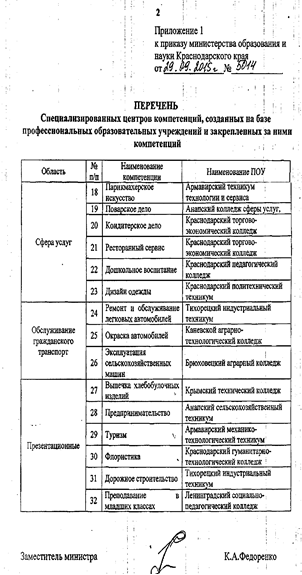 2
Приложение 1
к приказу министерства образования и
науки Краснодарского края
от 29.09.2015г № 5014
ПЕРЕЧЕНЬ
Специализированных центров компетенций, созданных на базе
профессиональных образовательных учреждений и закрепленных за ними
компетенций
Область № п/п Наименование компетенции Наименование ПОУ
Сфера услуг
18 Парикмахерское искусство Армавирский техникум технологии и сервиса
19 Поварское дело Анапский колледж сферы услуг,
20 Кондитерское дело Краснодарский торгово-экономический колледж
21 Ресторанный сервис Краснодарский торгово-экономический колледж
22 Дошкольное воспитание Краснодарский педагогический колледж
23 Дизайн одежды Краснодарский политехнический техникум
Обслуживание гражданского транспорт
24 Ремонт и обслуживание легковых автомобилей Тихорецкий индустриальный техникум
25 Окраска автомобилей Каневской аграрно-технологический колледж
26 Эксплуатация сельскохозяйственных машин Брюховецкий аграрный колледж
Презентационные
27 Выпечка хлебобулочных изделий Крымский технический колледж
28 Предпринимательство Анапский сельскохозяйственный техникум
29 Туризм Армавирский механико-технологический техникум
30 Флористика Краснодарский гуманитарно-технологический колледж
31 Дорожное строительство Тихорецкий индустриальный техникум
32 Преподавание в младших классах Ленинградский социально-педагогический колледж
Заместитель министра К.А.Федоренко